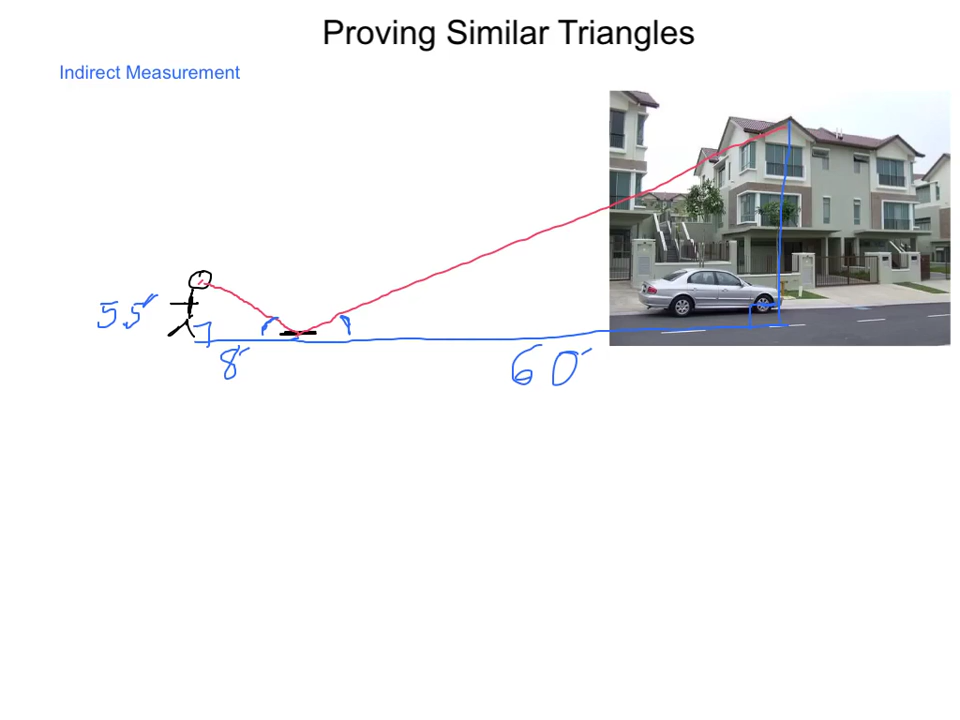 Proving Similar Triangles
Indirect Measurement
5.5'
8'
60'